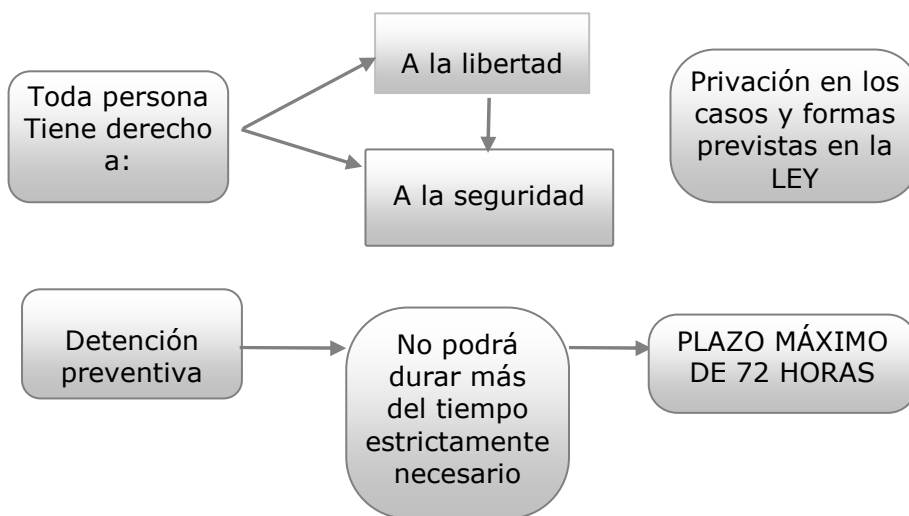 Toda persona
Tiene derecho
a:
A la libertad
A la seguridad
Privación en los
casos y formas
previstas en la
LEY
Detención
preventiva
No podrá
durar más
del tiempo
estrictamente
necesario
PLAZO MÁXIMO
DE 72 HORAS